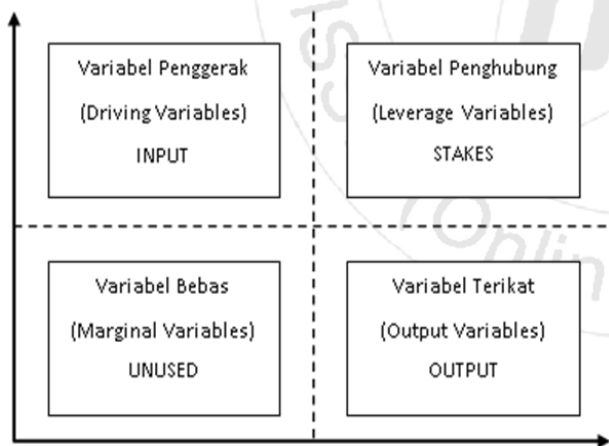 Variabel Penggerak
(Driving Variables)
INPUT
Variabel Penghubung
(Leverage Variables)
STAKES
Variabel Bebas
(Marginal Variables)
UNUSED
Variabel Terikat
(Output Variables)
OUTPUT
(Online